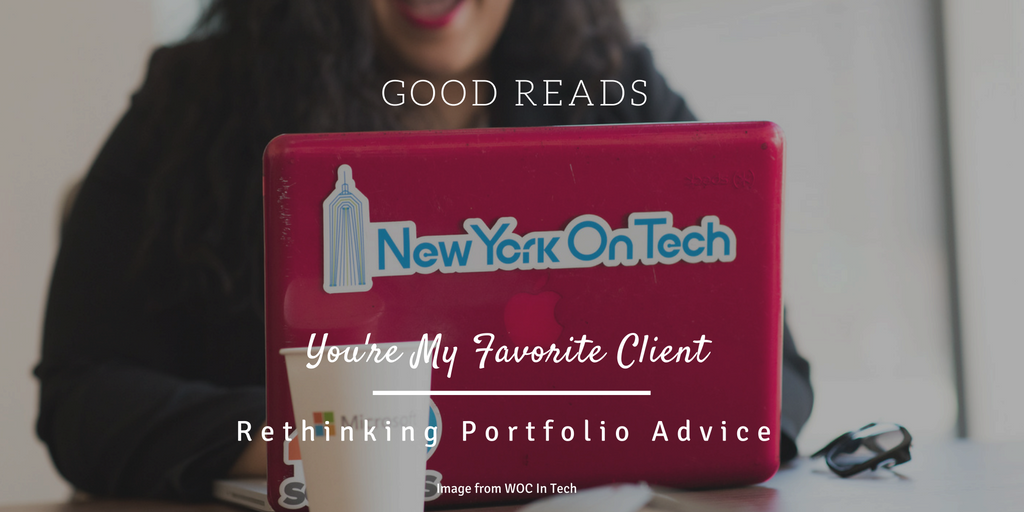 GOOD READS
New York On Tech
You're My Favorite Client
Microsoft
Rethinking Portfolio Advice
Image from WOC In Tech